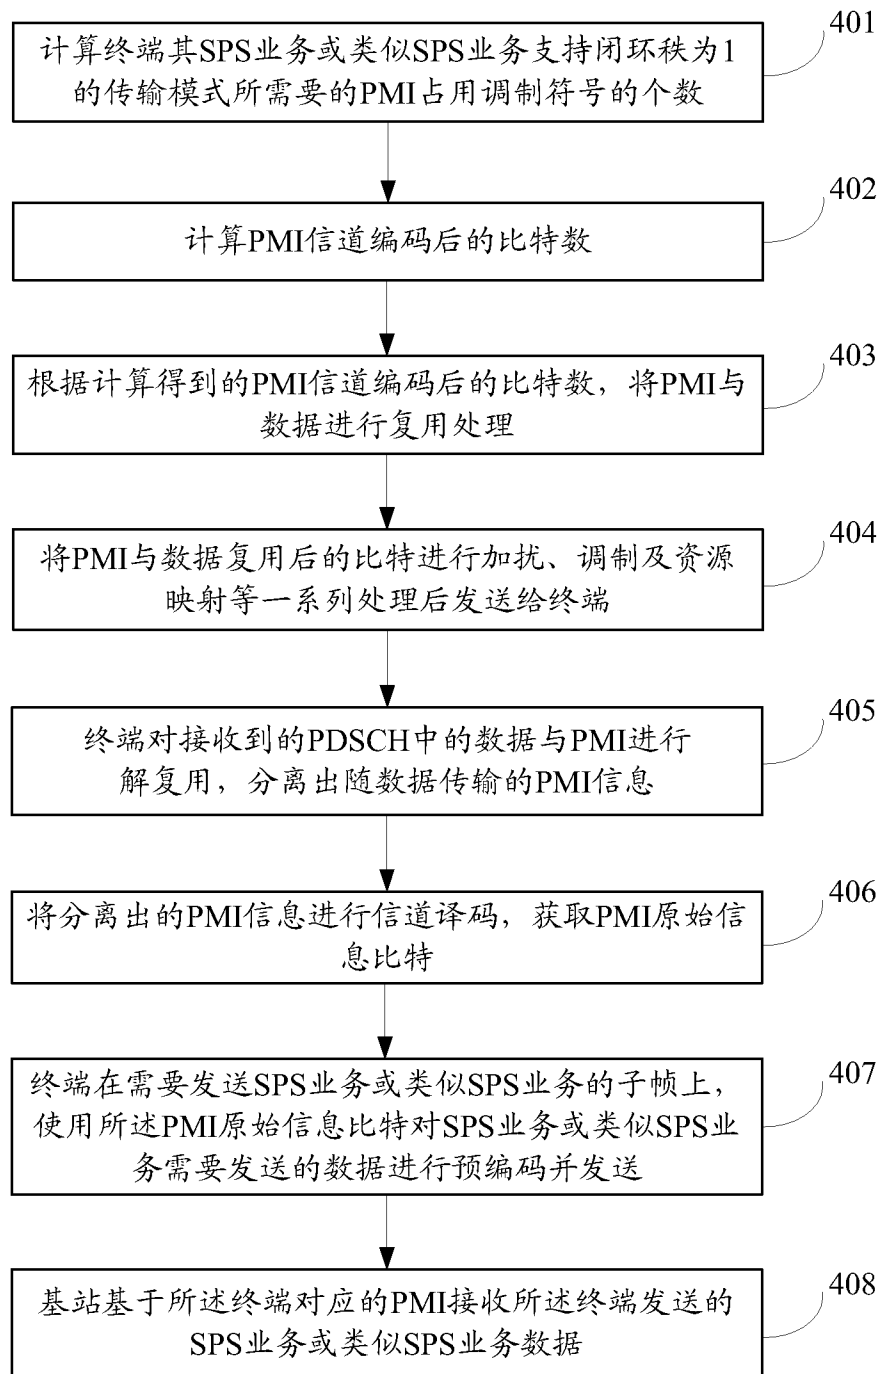 401
计算终端其SPS业务或类似SPS业务支持闭环秩为1
的传输模式所需要的PMI占用调制符号的个数
402
计算PMI信道编码后的比特数
403
根据计算得到的PMI信道编码后的比特数，将PMI与
数据进行复用处理
404
将PMI与数据复用后的比特进行加扰、调制及资源
映射等一系列处理后发送给终端
405
终端对接收到的PDSCH中的数据与PMI进行
解复用，分离出随数据传输的PMI信息
406
将分离出的PMI信息进行信道译码，获取PMI原始信
息比特
407
终端在需要发送SPS业务或类似SPS业务的子帧上，
使用所述PMI原始信息比特对SPS业务或类似SPS业
务需要发送的数据进行预编码并发送
408
基站基于所述终端对应的PMI接收所述终端发送的
SPS业务或类似SPS业务数据